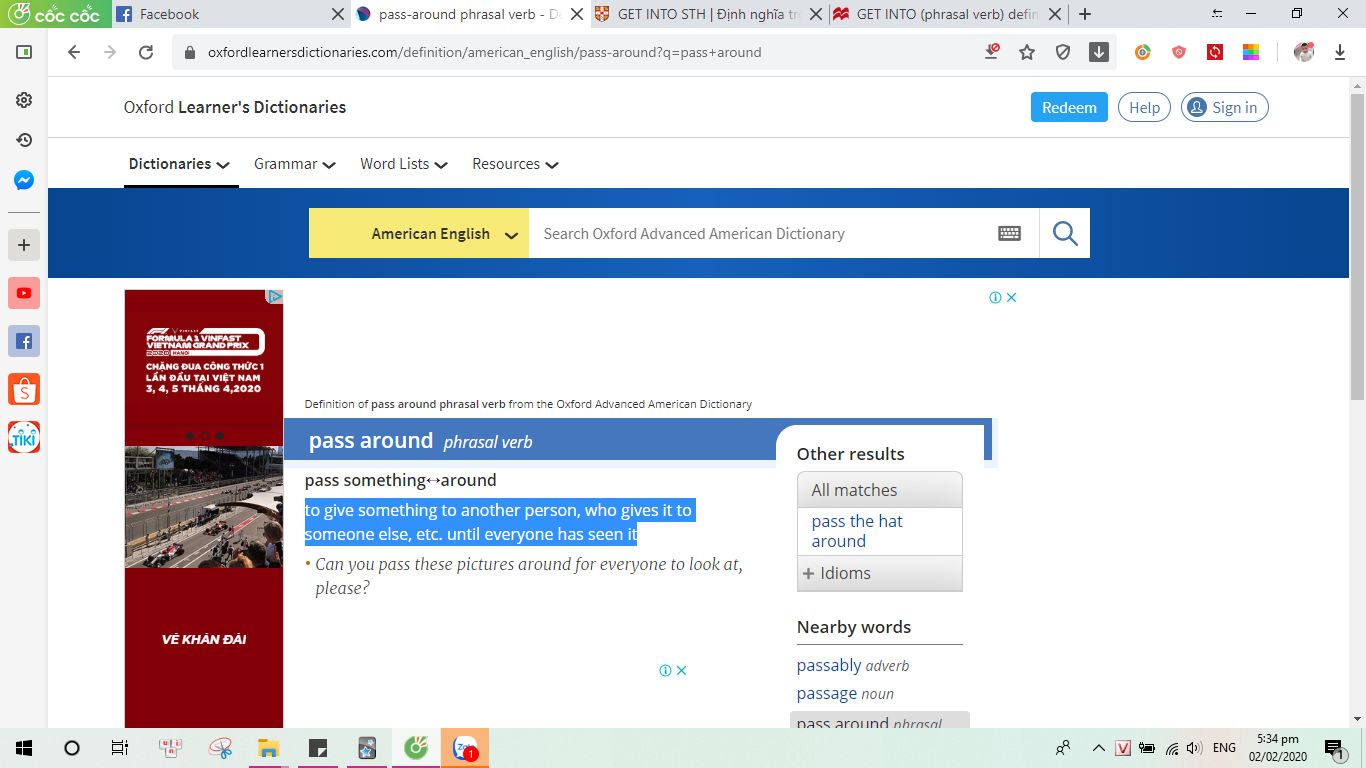 cốc cốc
Facebook
pass-around phrasal verb - De
GET INTO STH | Định nghĩa tr
GET INTO (phrasal verb) defin
oxfordlearnersdictionaries.com/definition/american_english/pass-around?q=pass+around
Oxford Learner's Dictionaries
Redeem
Help
Sign in
Dictionaries
Grammar
Word Lists
Resources
American English
Search Oxford Advanced American Dictionary
VINFAST
FORMULA 1 VINFAST
VIETNAM GRAND PRIX
2020 HANOI
CHẶNG ĐUA CÔNG THỨC 1
LẦN ĐẦU TẠI VIỆT NAM
3, 4, 5 THÁNG 4,2020
VÉ KHÁN ĐÀI
Definition of pass around phrasal verb from the Oxford Advanced American Dictionary
pass around phrasal verb
pass something↔around
to give something to another person, who gives it to
someone else, etc. until everyone has seen it
• Can you pass these pictures around for everyone to look at,
please?
Other results
All matches
pass the hat
around
+ Idioms
Nearby words
passably adverb
passage noun
pass around phrasal
TIKI
Zalo
1
V
ENG
5:34 pm
02/02/2020
1